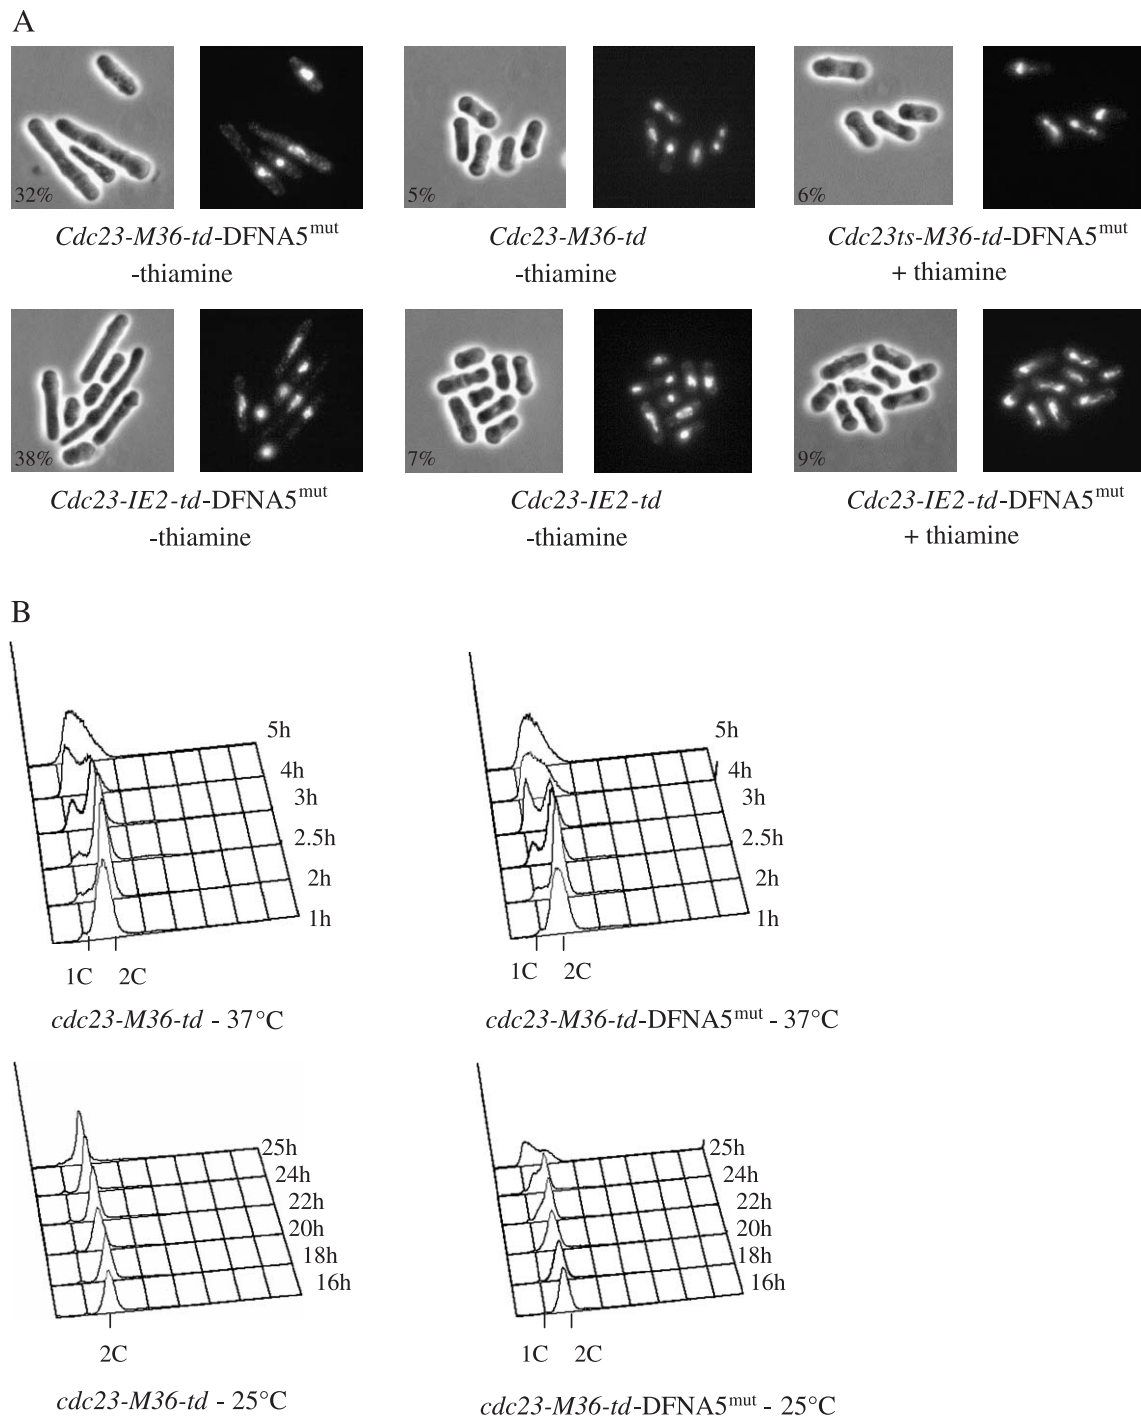 A
32%
5%
6%
Cdc23-M36-td-DFNA5mut
-thiamine
Cdc23-M36-td
-thiamine
Cdc23ts-M36-td-DFNA5mut
+ thiamine
38%
7%
9%
Cdc23-IE2-td-DFNA5mut
-thiamine
Cdc23-IE2-td
-thiamine
Cdc23-IE2-td-DFNA5mut
+ thiamine
B
5h
4h
3h
2.5h
2h
1h
1C 2C
cdc23-M36-td - 37°C
5h
4h
3h
2.5h
2h
1h
1C 2C
cdc23-M36-td-DFNA5mut - 37°C
25h
24h
22h
20h
18h
16h
2C
cdc23-M36-td - 25°C
25h
24h
22h
20h
18h
16h
1C 2C
cdc23-M36-td-DFNA5mut - 25°C